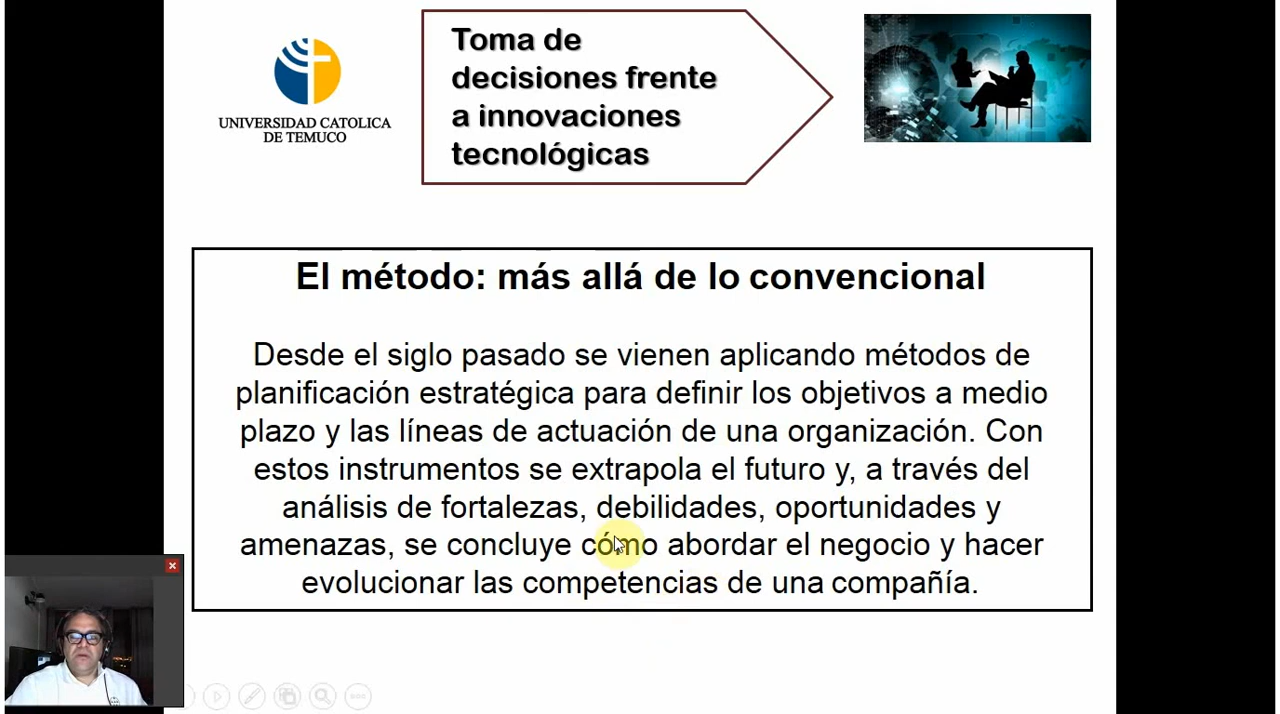 UNIVERSIDAD CATOLICA
DE TEMUCO
Toma de
decisiones frente
a innovaciones
tecnológicas
El método: más allá de lo convencional
Desde el siglo pasado se vienen aplicando métodos de
planificación estratégica para definir los objetivos a medio
plazo y las líneas de actuación de una organización. Con
estos instrumentos se extrapola el futuro y, a través del
análisis de fortalezas, debilidades, oportunidades y
amenazas, se concluye cómo abordar el negocio y hacer
evolucionar las competencias de una compañía.